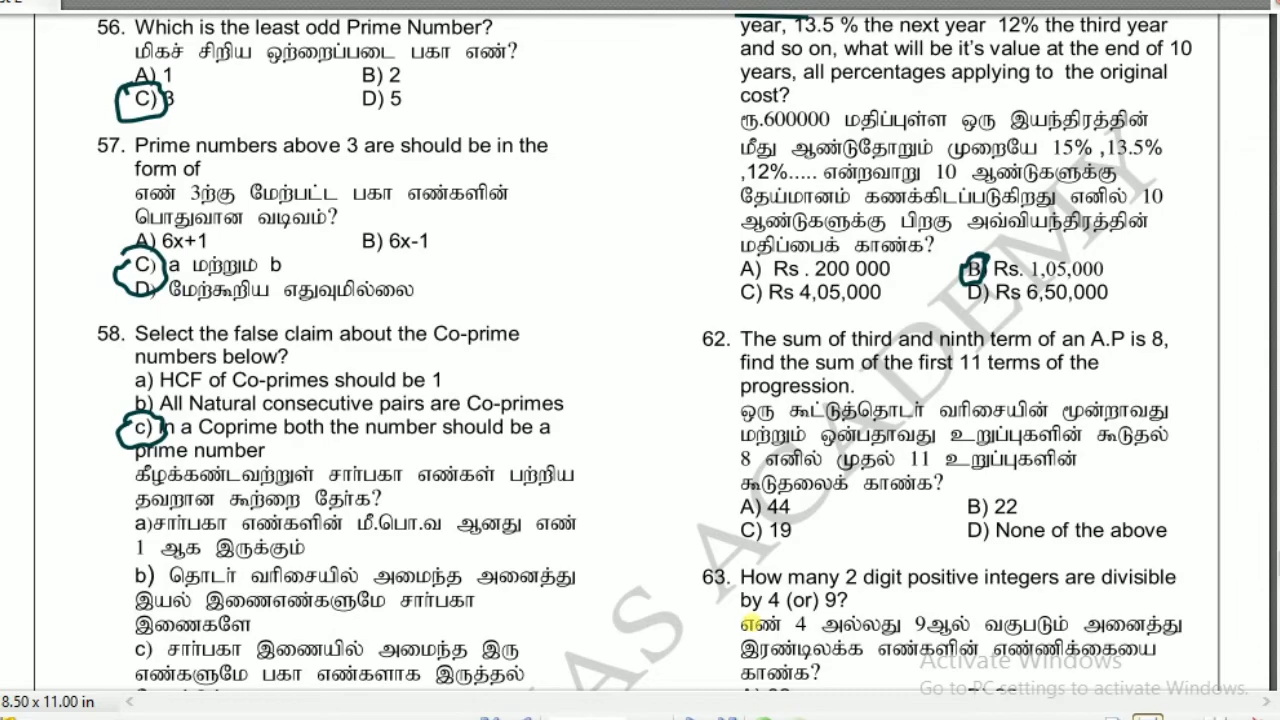 56. Which is the least odd Prime Number?
மிகச் சிறிய ஒற்றைப்படை பகா எண்?
A) 1 B) 2
C) 3 D) 5
57. Prime numbers above 3 are should be in the
form of
எண் 3ற்கு மேற்பட்ட பகா எண்களின்
பொதுவான வடிவம்?
A) 6x+1 B) 6x-1
C) a மற்றும் b
D) மேற்கூறிய எதுவுமில்லை
58. Select the false claim about the Co-prime
numbers below?
a) HCF of Co-primes should be 1
b) All Natural consecutive pairs are Co-primes
c) In a Coprime both the number should be a
prime number
கீழக்கண்டவற்றுள் சார்பகா எண்கள் பற்றிய
தவறான கூற்றை தேர்க?
a)சார்பகா எண்களின் மீ.பொ.வ ஆனது எண்
1 ஆக இருக்கும்
b) தொடர் வரிசையில் அமைந்த அனைத்து
இயல் இணைஎண்களுமே சார்பகா
இணைகளே
c) சார்பகா இணையில் அமைந்த இரு
எண்களுமே பகா எண்களாக இருத்தல்
year, 13.5 % the next year 12% the third year
and so on, what will be it's value at the end of 10
years, all percentages applying to the original
cost?
ரூ.600000 மதிப்புள்ள ஒரு இயந்திரத்தின்
மீது ஆண்டுதோறும் முறையே 15% ,13.5%
,12%..... என்றவாறு 10 ஆண்டுகளுக்கு
தேய்மானம் கணக்கிடப்படுகிறது எனில் 10
ஆண்டுகளுக்கு பிறகு அவ்வியந்திரத்தின்
மதிப்பைக் காண்க?
A) Rs . 200 000 B) Rs. 1,05,000
C) Rs 4,05,000 D) Rs 6,50,000
62. The sum of third and ninth term of an A.P is 8,
find the sum of the first 11 terms of the
progression.
ஒரு கூட்டுத்தொடர் வரிசையின் மூன்றாவது
மற்றும் ஒன்பதாவது உறுப்புகளின் கூடுதல்
8 எனில் முதல் 11 உறுப்புகளின்
கூடுதலைக் காண்க?
A) 44 B) 22
C) 19 D) None of the above
63. How many 2 digit positive integers are divisible
by 4 (or) 9?
எண் 4 அல்லது 9ஆல் வகுபடும் அனைத்து
இரண்டிலக்க எண்களின் எண்ணிக்கையை
காண்க?
AS ACADEMY
Activate Windows
Go to PC settings to activate Windows.
8.50 x 11.00 in